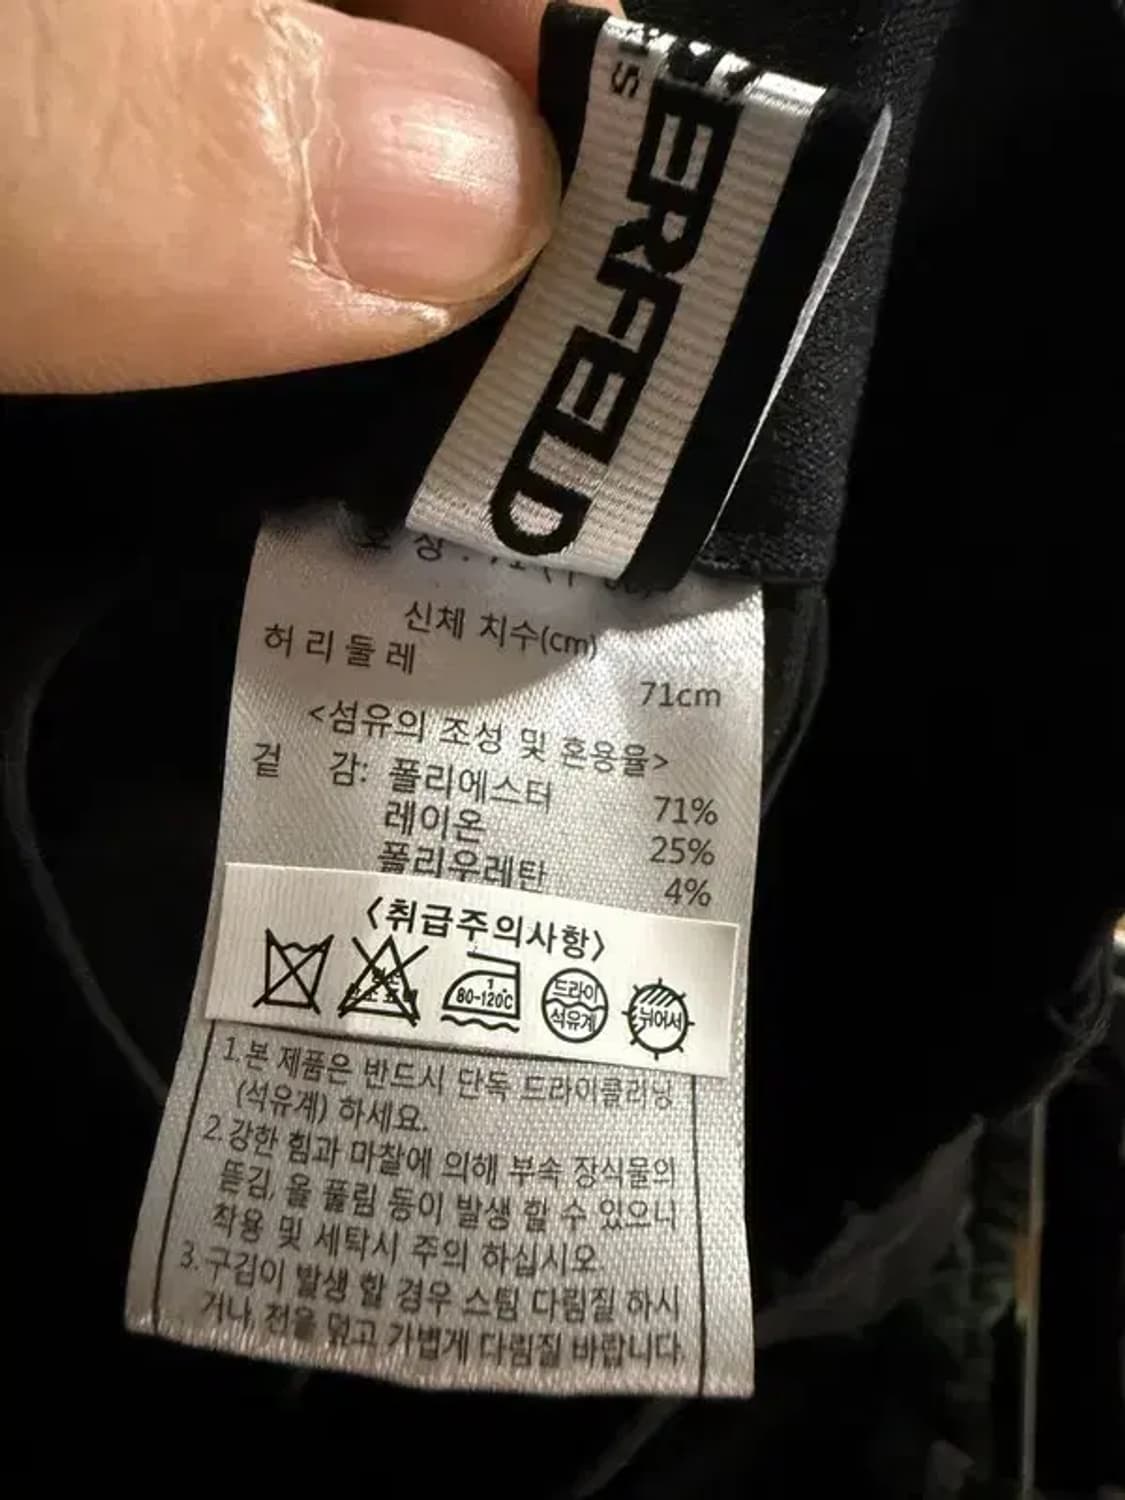 ERFEID
신체 치수(cm)
허리둘레 71cm
<섬유의 조성 및 혼용율>
겉 감: 폴리에스터 71%
레이온 25%
폴리우레탄 4%
<취급주의사항>
80-120℃
드라이
석유계
뉘어서
1.본 제품은 반드시 단독 드라이클리닝
(석유계) 하세요.
2.강한 힘과 마찰에 의해 부속 장식물의
뜯김, 올 풀림 등이 발생 할 수 있으니
착용 및 세탁시 주의 하십시오.
3.구김이 발생 할 경우 스팀 다림질 하시
거나, 천을 덮고 가볍게 다림질 바랍니다.